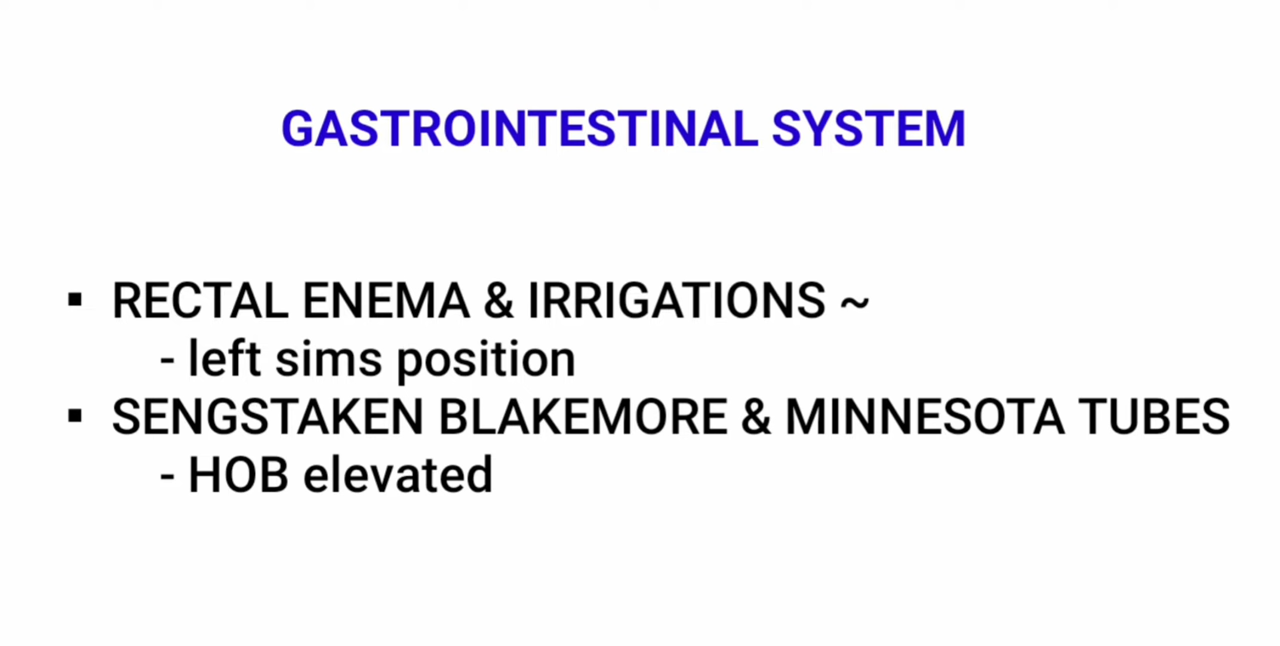 GASTROINTESTINAL SYSTEM
▪ RECTAL ENEMA & IRRIGATIONS ~
- left sims position
▪ SENGSTAKEN BLAKEMORE & MINNESOTA TUBES
- HOB elevated